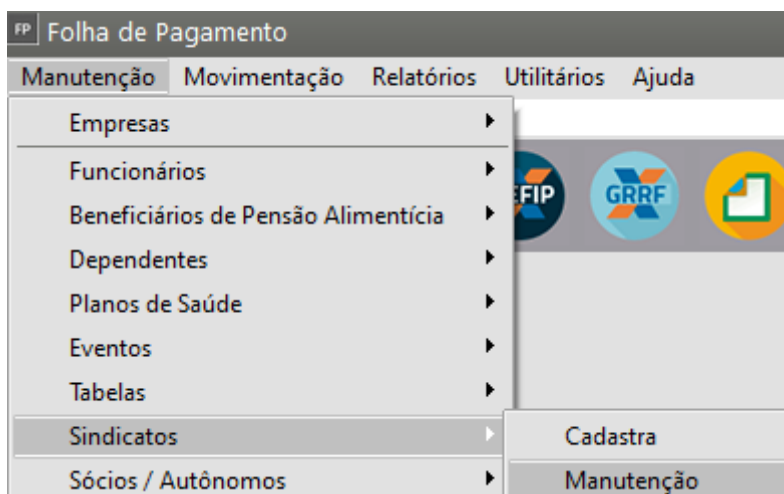 FP Folha de Pagamento
Manutenção Movimentação Relatórios Utilitários Ajuda
Empresas
Funcionários
Beneficiários de Pensão Alimentícia
Dependentes
Planos de Saúde
Eventos
Tabelas
Sindicatos
Sócios / Autônomos
Cadastra
Manutenção
EFIP
GRRF